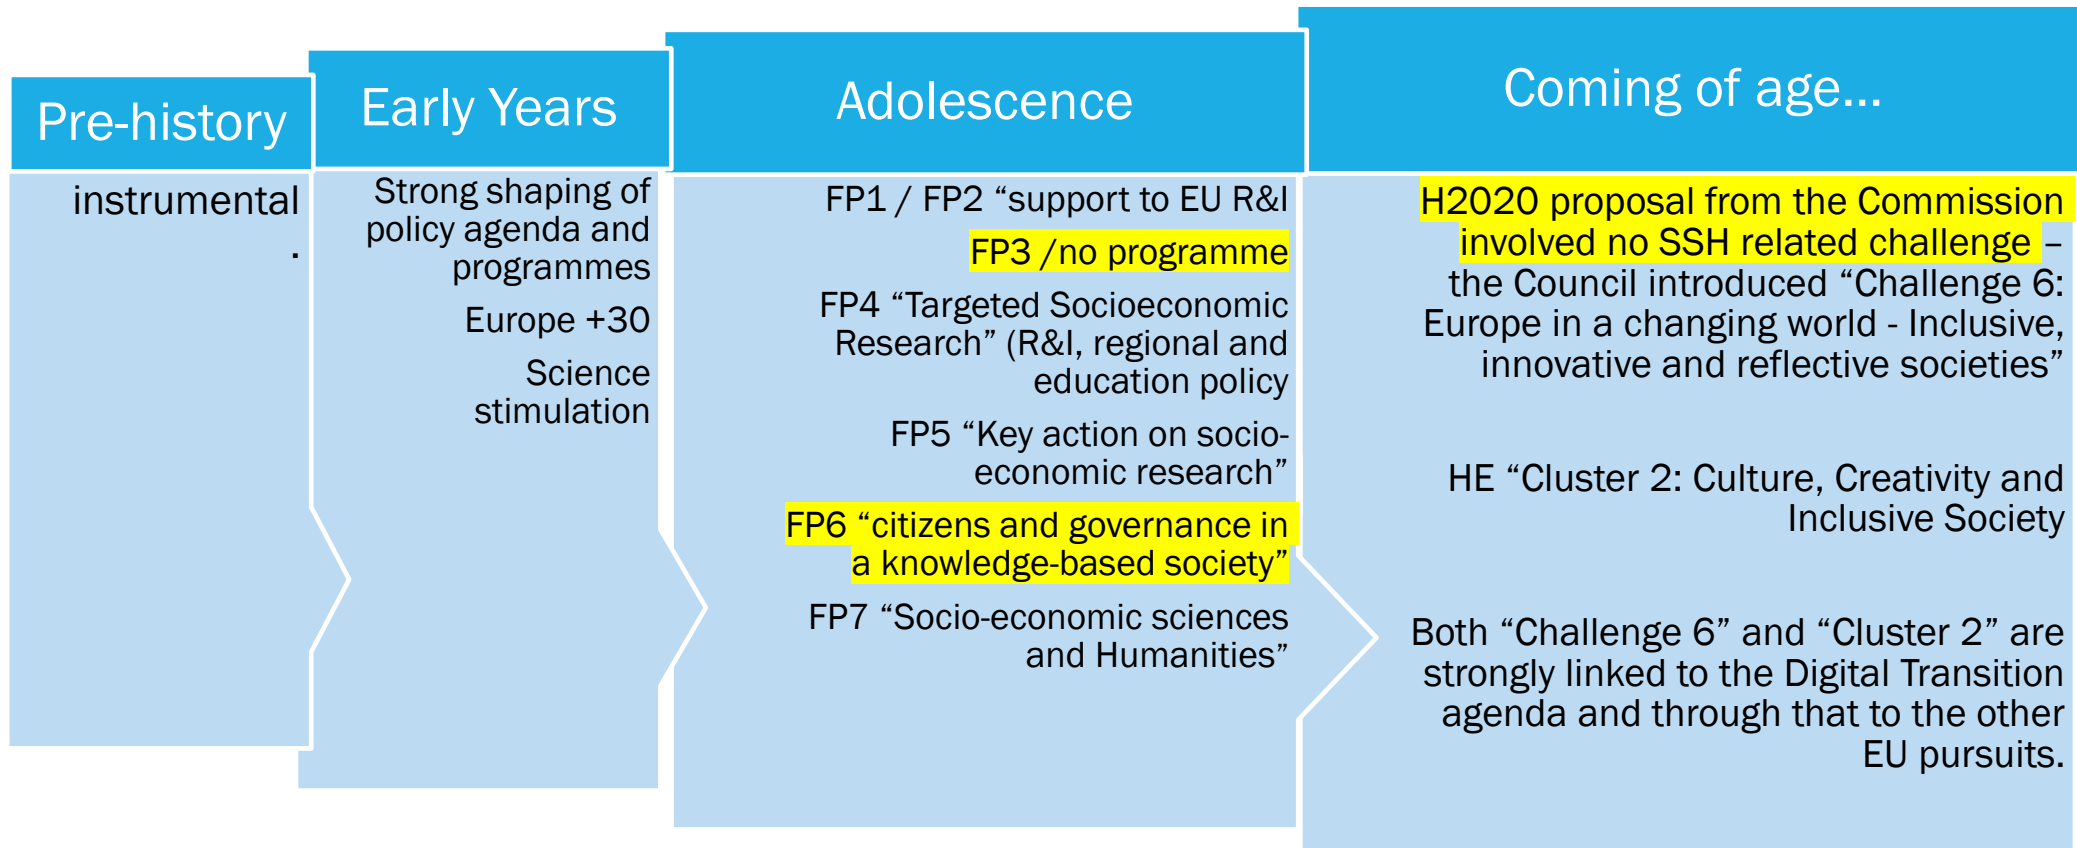 Pre-history
instrumental
.
Early Years
Strong shaping of
policy agenda and
programmes
Europe +30
Science
stimulation
Adolescence
FP1 / FP2 “support to EU R&I
FP3 /no programme
FP4 “Targeted Socioeconomic
Research” (R&I, regional and
education policy
FP5 “Key action on socio-
economic research”
FP6 “citizens and governance in
a knowledge-based society”
FP7 “Socio-economic sciences
and Humanities”
Coming of age…
H2020 proposal from the Commission
involved no SSH related challenge –
the Council introduced “Challenge 6:
Europe in a changing world - Inclusive,
innovative and reflective societies”
HE “Cluster 2: Culture, Creativity and
Inclusive Society
Both “Challenge 6” and “Cluster 2” are
strongly linked to the Digital Transition
agenda and through that to the other
EU pursuits.